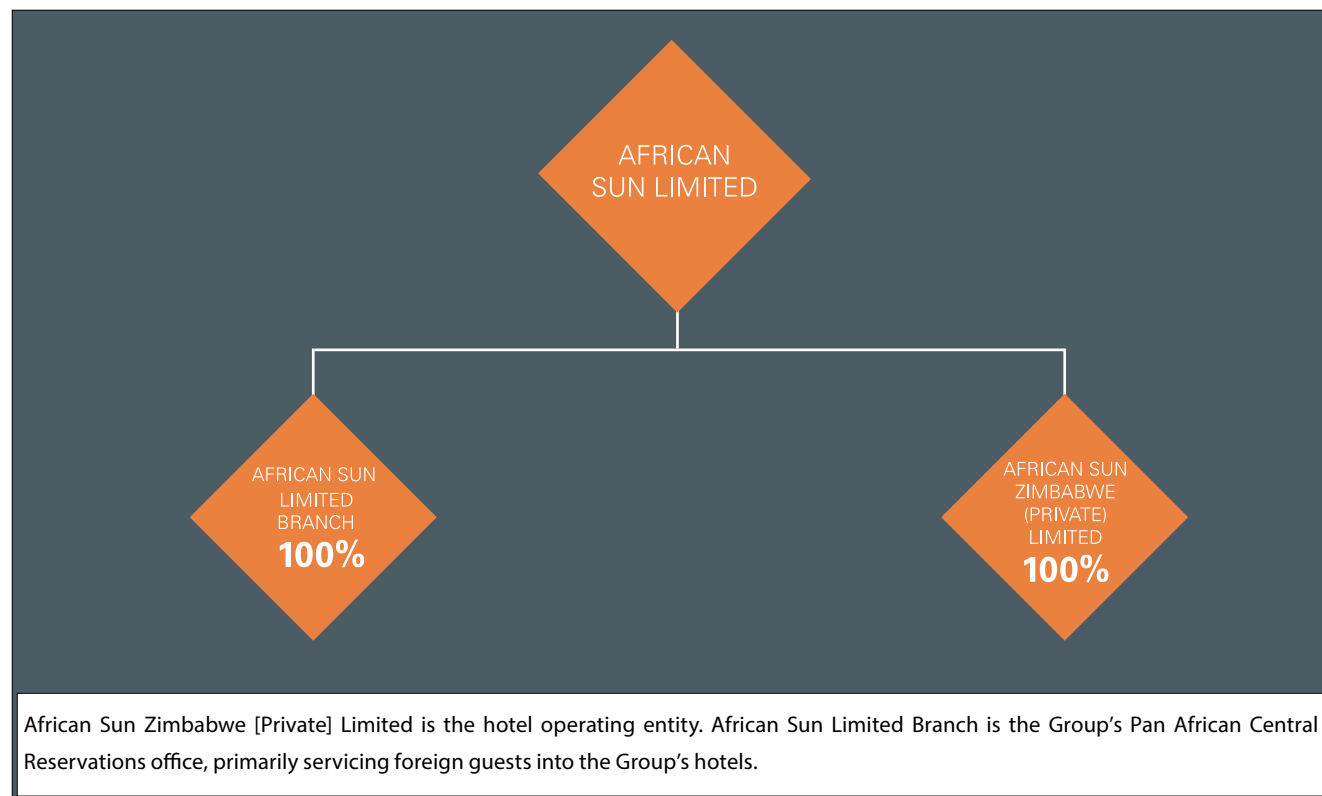 AFRICAN
SUN LIMITED
AFRICAN SUN
LIMITED
BRANCH
100%
AFRICAN SUN
ZIMBABWE
(PRIVATE)
LIMITED
100%
African Sun Zimbabwe [Private] Limited is the hotel operating entity. African Sun Limited Branch is the Group’s Pan African Central
Reservations office, primarily servicing foreign guests into the Group’s hotels.